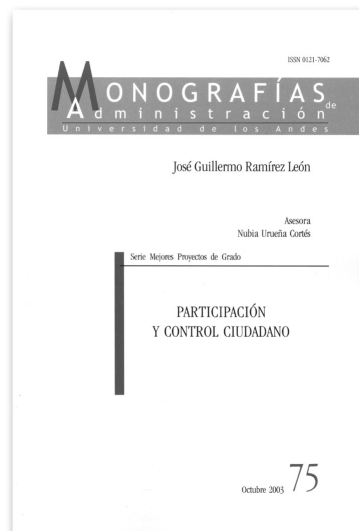 ISSN 0121-7062
MONOGRAFÍAS
de
Administración
Universidad de los Andes
José Guillermo Ramírez León
Asesora
Nubia Urueña Cortés
Serie Mejores Proyectos de Grado
PARTICIPACIÓN
Y CONTROL CIUDADANO
Octubre 2003 75